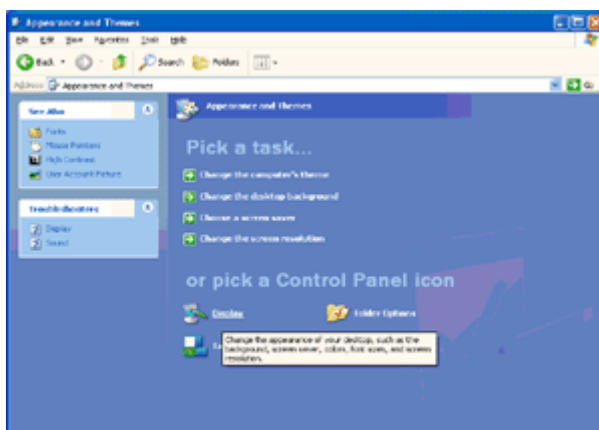 Appearance and Themes
File Edit View Favorites Tools Help
Back Search Folders
Address Appearance and Themes Go
See Also
Fonts
Mouse Pointers
High Contrast
User Account Picture
Troubleshooters
Display
Sound
Appearance and Themes
Pick a task...
Change the computer's theme
Change the desktop background
Choose a screen saver
Change the screen resolution
or pick a Control Panel icon
Display Folder Options
Change the appearance of your desktop, such as the
background, screen saver, colors, font sizes, and screen
resolution.